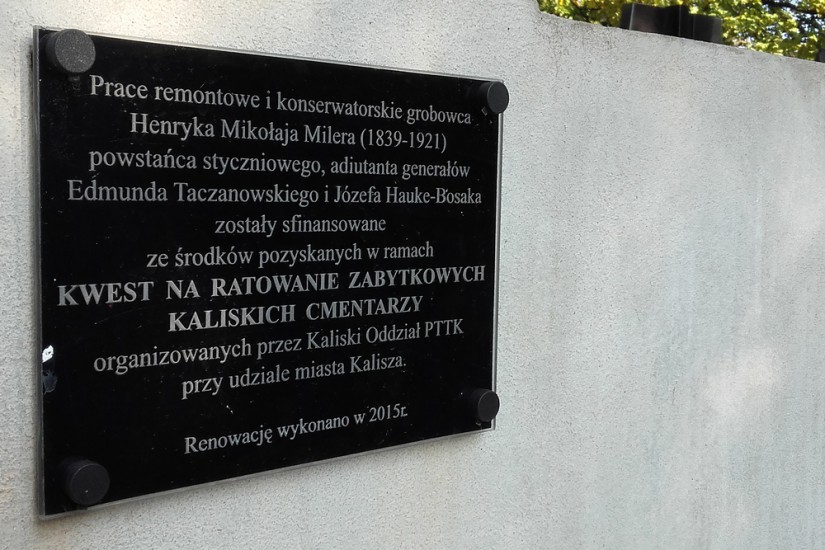 Prace remontowe i konserwatorskie grobowca
Henryka Mikołaja Milera (1839-1921)
powstańca styczniowego, adiutanta generałów
Edmunda Taczanowskiego i Józefa Hauke-Bosaka
zostały sfinansowane
ze środków pozyskanych w ramach
KWEST NA RATOWANIE ZABYTKOWYCH
KALISKICH CMENTARZY
organizowanych przez Kaliski Oddział PTTK
przy udziale miasta Kalisza.
Renowację wykonano w 2015r.